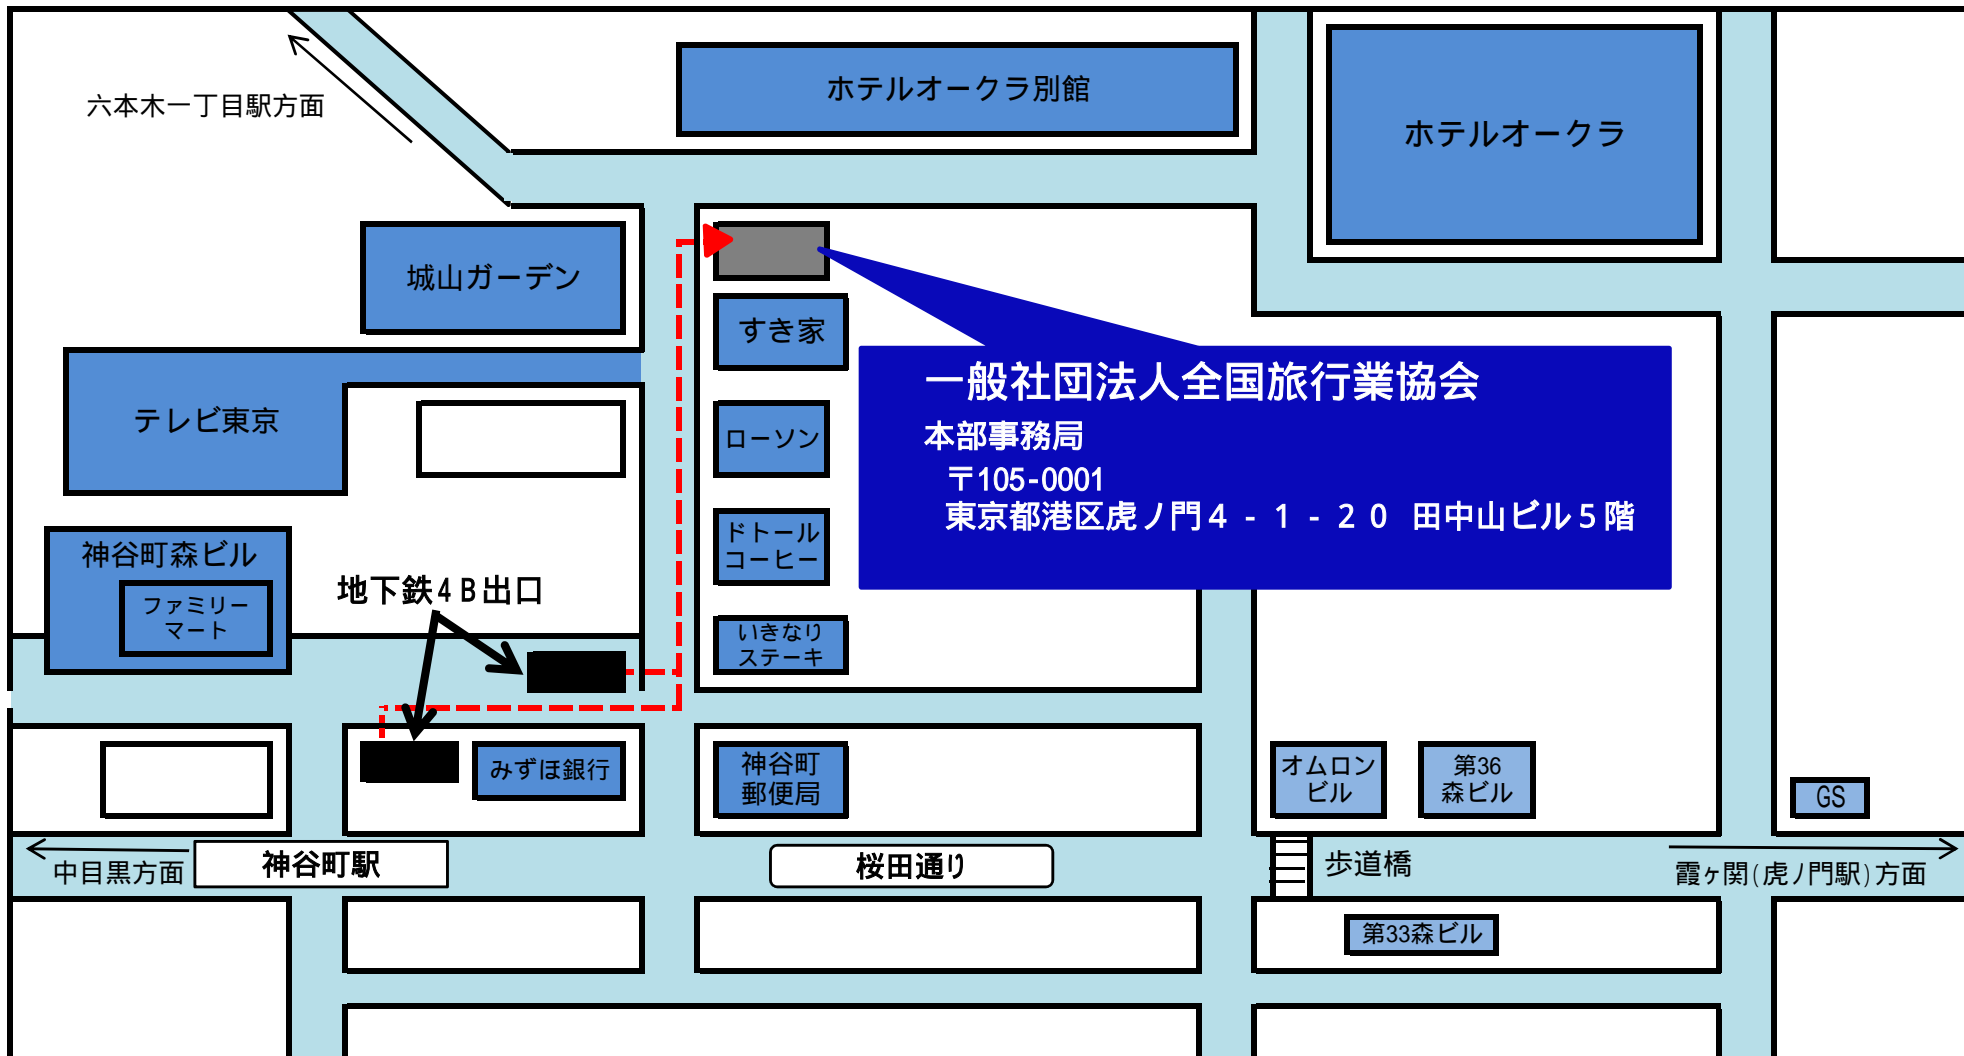 ホテルオークラ別館
六本木一丁目駅方面
ホテルオークラ
城山ガーデン
すき家
一般社団法人全国旅行業協会
本部事務局
〒105-0001
東京都港区虎ノ門4-1-20 田中山ビル5階
テレビ東京
ローソン
ドトール
コーヒー
神谷町森ビル
ファミリー
マート
地下鉄4B出口
いきなり
ステーキ
みずほ銀行
神谷町
郵便局
オムロン
ビル
第36
森ビル
GS
中目黒方面
神谷町駅
桜田通り
歩道橋
霞ヶ関(虎ノ門駅)方面
第33森ビル